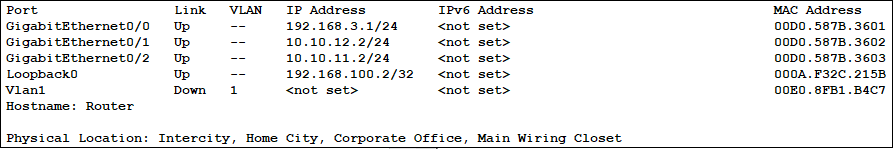 Port Link VLAN IP Address IPv6 Address MAC Address
GigabitEthernet0/0 Up -- 192.168.3.1/24 <not set> 00D0.587B.3601
GigabitEthernet0/1 Up -- 10.10.12.2/24 <not set> 00D0.587B.3602
GigabitEthernet0/2 Up -- 10.10.11.2/24 <not set> 00D0.587B.3603
Loopback0 Up -- 192.168.100.2/32 <not set> 000A.F32C.215B
Vlan1 Down 1 <not set> <not set> 00E0.8FB1.B4C7
Hostname: Router
Physical Location: Intercity, Home City, Corporate Office, Main Wiring Closet